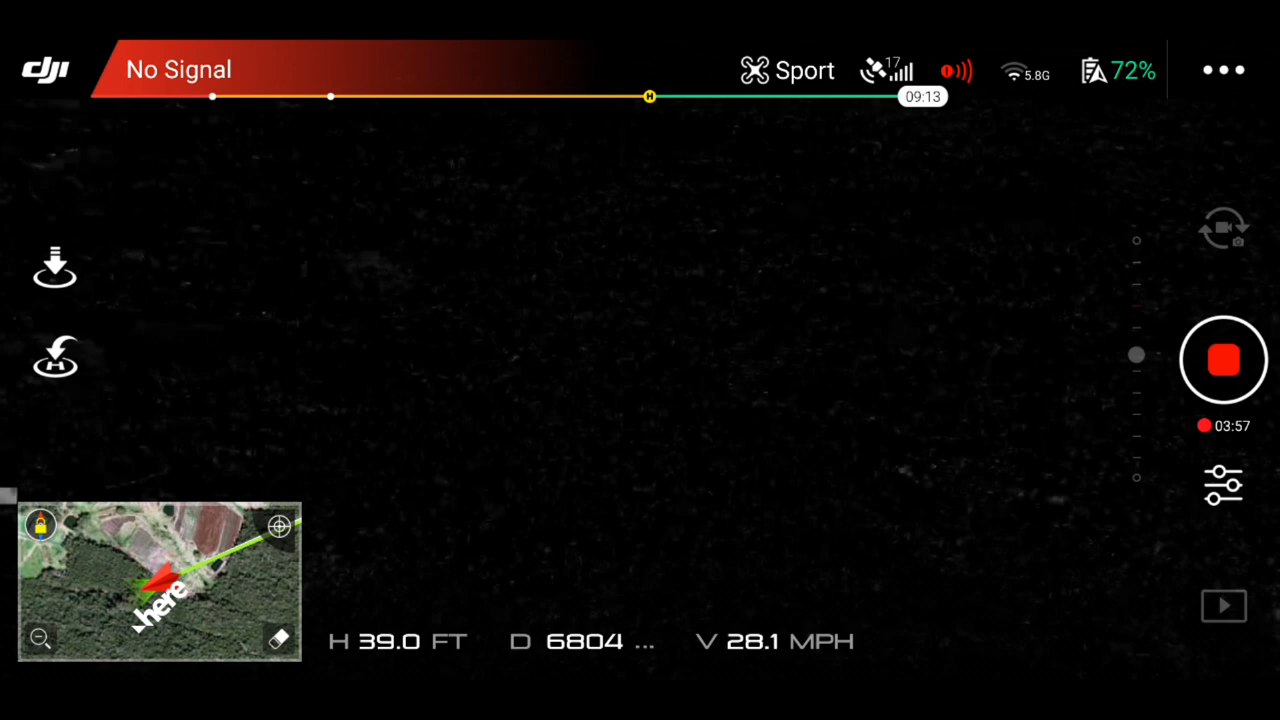 dji
No Signal
Sport
17
5.8G
72%
H
09:13
03:57
H
.here
H 39.0 FT D 6804 ... V 28.1 MPH